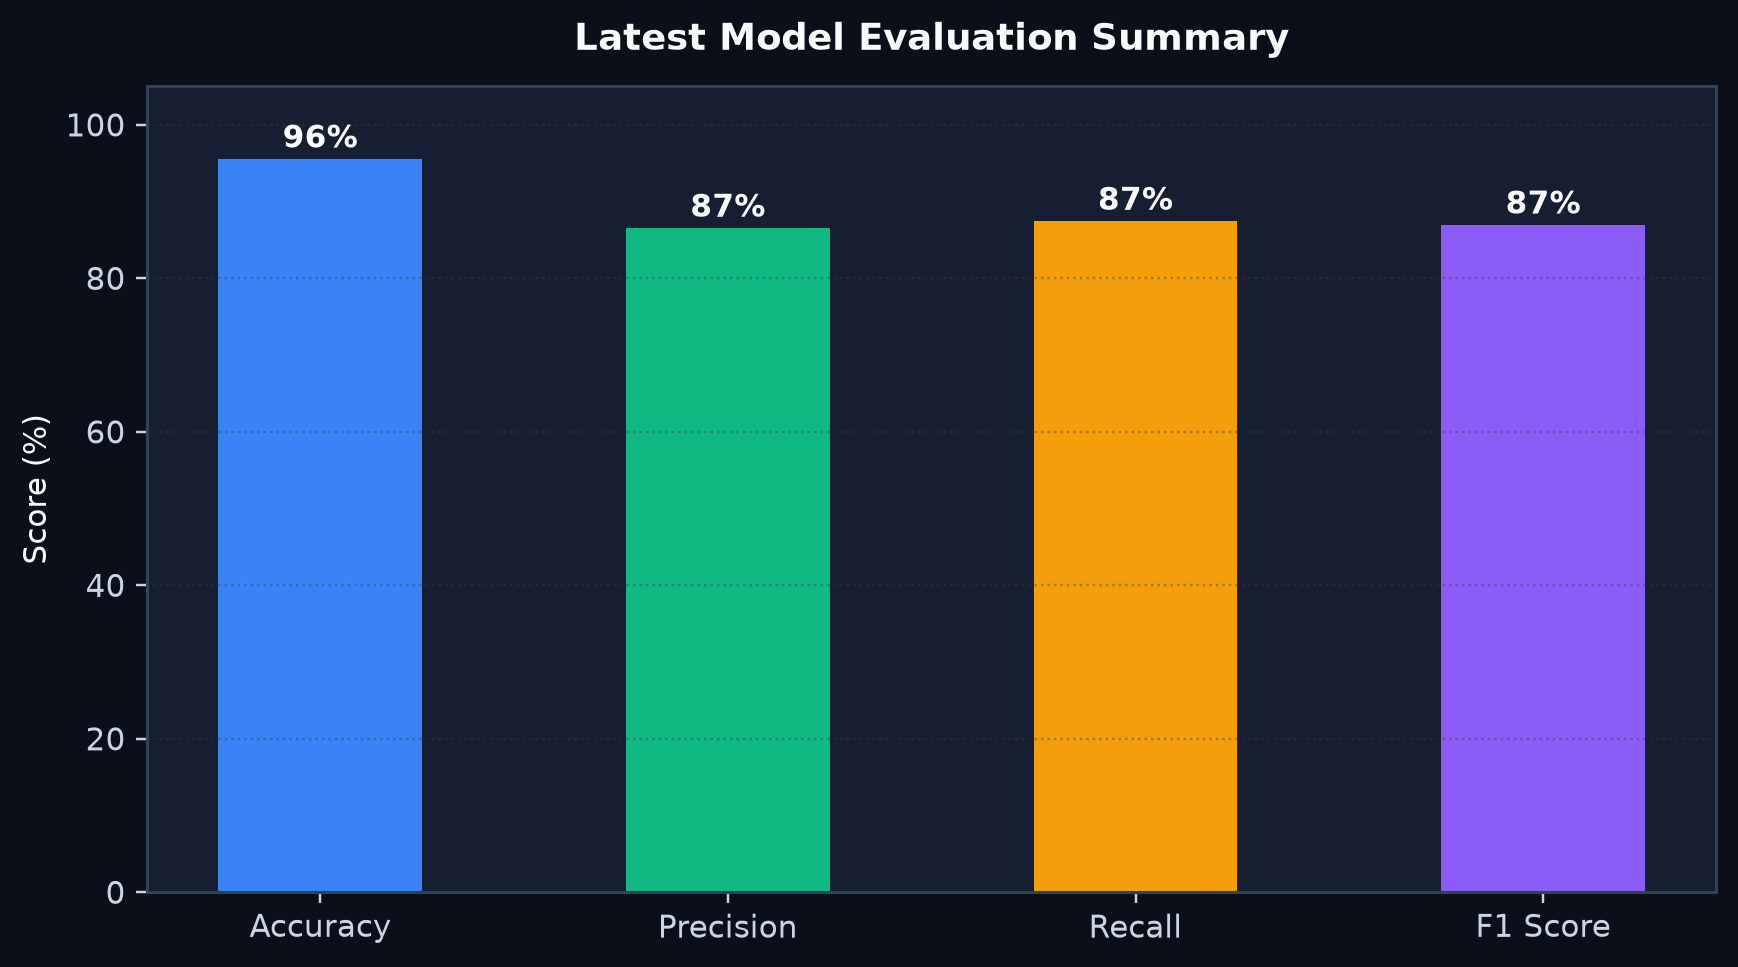 Latest Model Evaluation Summary
Score (%)
100
80
60
40
20
0
96%
87%
87%
87%
Accuracy
Precision
Recall
F1 Score